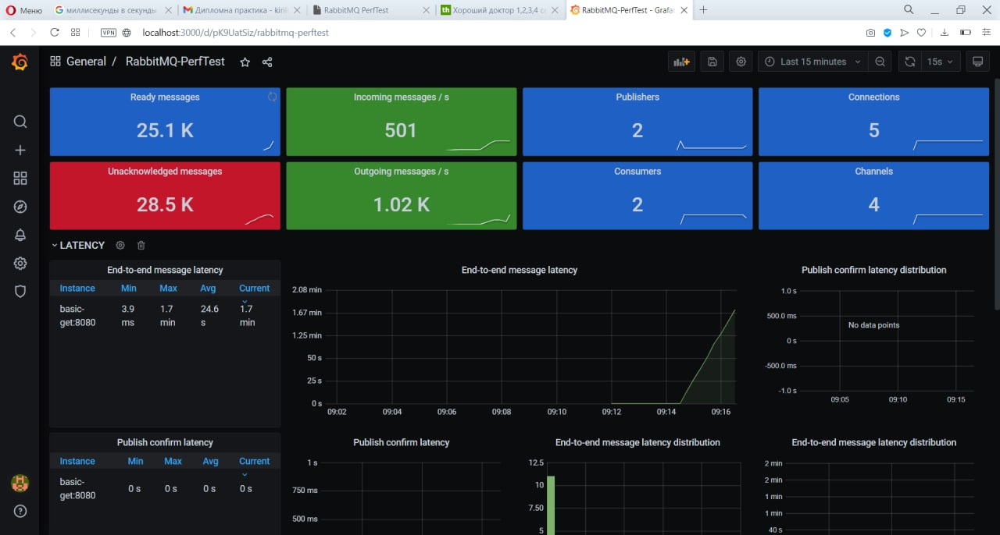 Меню
миллисекунды в секунды
Дипломна практика - kiril
RabbitMQ PerfTest
Хороший доктор 1,2,3,4 се
RabbitMQ-PerfTest - Grafa
VPN
localhost:3000/d/pK9UatSiz/rabbitmq-perftest
General / RabbitMQ-PerfTest
Last 15 minutes
15s
Ready messages
25.1 K
Incoming messages / s
501
Publishers
2
Connections
5
Unacknowledged messages
28.5 K
Outgoing messages / s
1.02 K
Consumers
2
Channels
4
LATENCY
End-to-end message latency
Instance Min Max Avg Current
basic-get:8080 3.9 ms 1.7 min 24.6 s 1.7 min
End-to-end message latency
2.08 min
1.67 min
1.25 min
50 s
25 s
0 s
09:02 09:04 09:06 09:08 09:10 09:12 09:14 09:16
Publish confirm latency distribution
1.0 s
500.0 ms
0 s
-500.0 ms
-1.0 s
No data points
09:05 09:10 09:15
Publish confirm latency
Instance Min Max Avg Current
basic-get:8080 0 s 0 s 0 s 0 s
Publish confirm latency
1 s
750 ms
500 ms
End-to-end message latency distribution
12.5
10
7.50
5
End-to-end message latency distribution
2 min
2 min
1 min
1 min
40 s